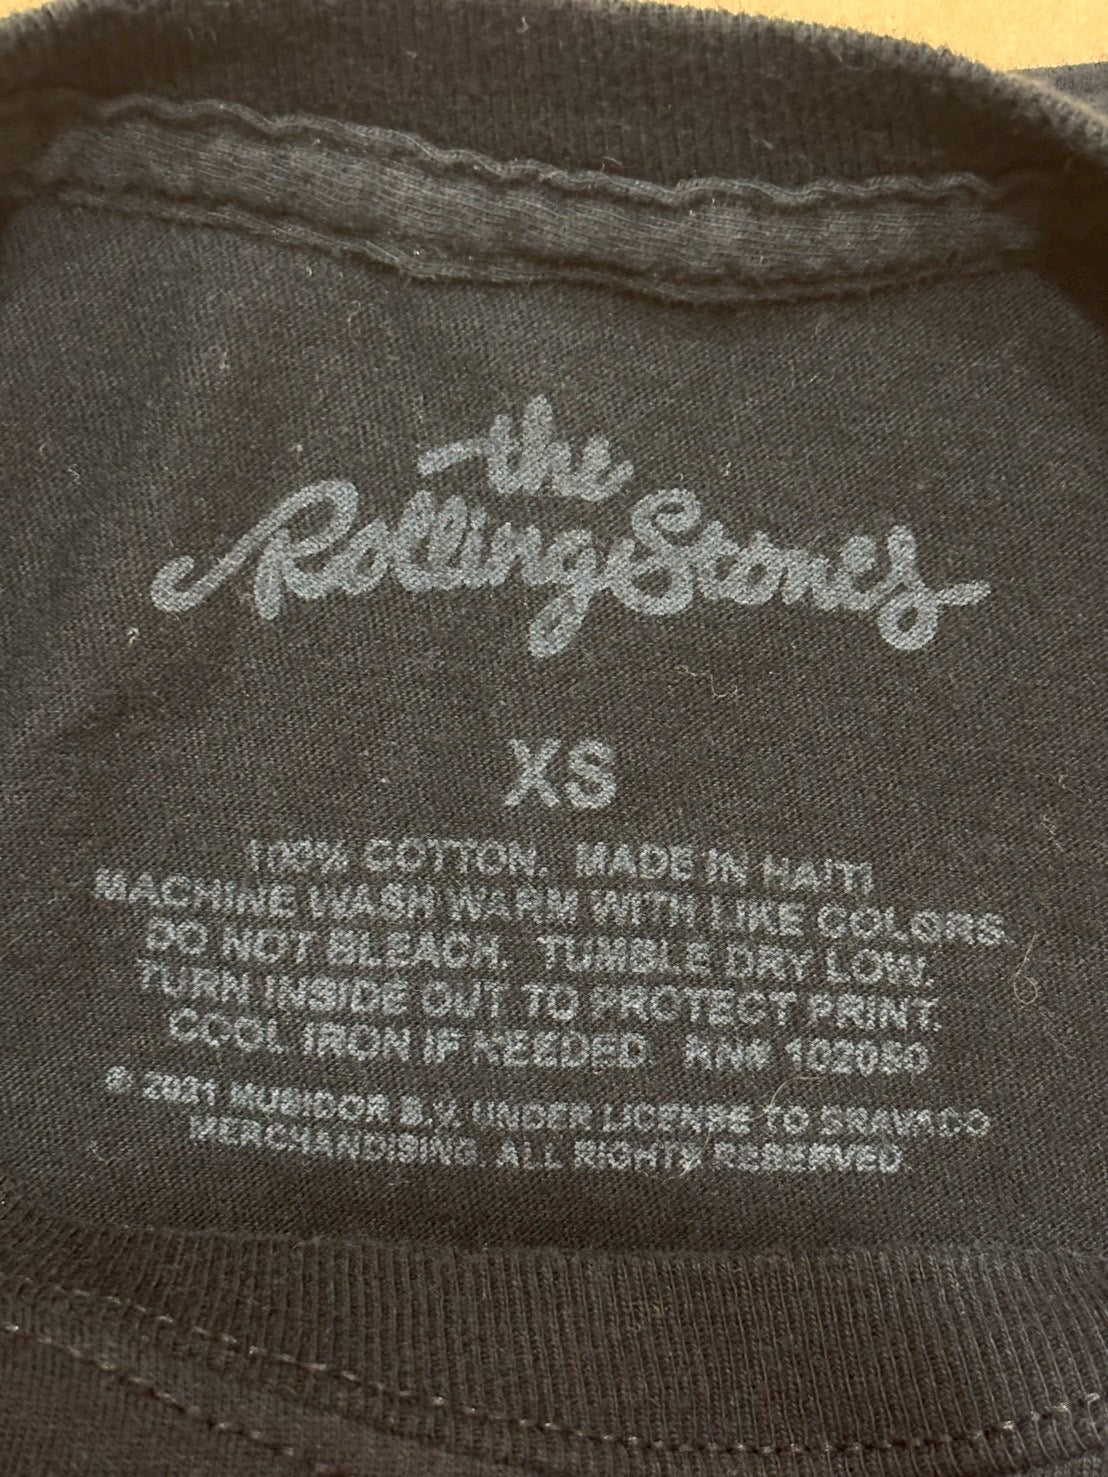 the
Rolling Stones
XS
100% COTTON. MADE IN HAITI
MACHINE WASH WARM WITH LIKE COLORS.
DO NOT BLEACH. TUMBLE DRY LOW.
TURN INSIDE OUT TO PROTECT PRINT.
COOL IRON IF NEEDED RN#
© MUSIDOR B.V. UNDER LICENSE TO BRAVADO
MERCHANDISING. ALL RIGHTS RESERVED.